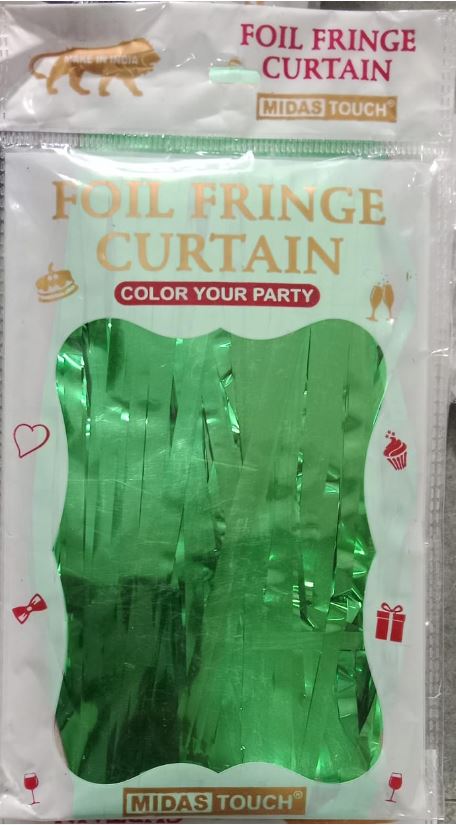 MAKE IN INDIA
FOIL FRINGE
CURTAIN
MIDAS TOUCH®
FOIL FRINGE
CURTAIN
COLOR YOUR PARTY
MIDAS TOUCH®